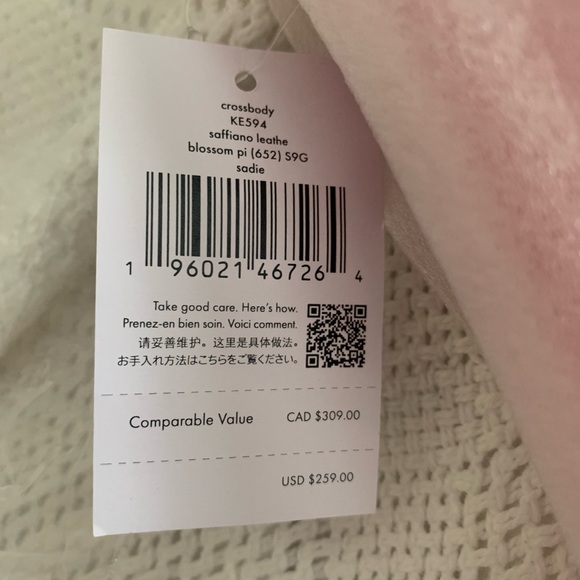 crossbody
KE594
saffiano leathe
blossom pi (652) S9G
sadie
1 96021 46726 4
Take good care. Here's how.
Prenez-en bien soin. Voici comment.
请妥善维护。这里是具体做法。
お手入れ方法はこちらをご覧ください。
Comparable Value CAD $309.00
USD $259.00